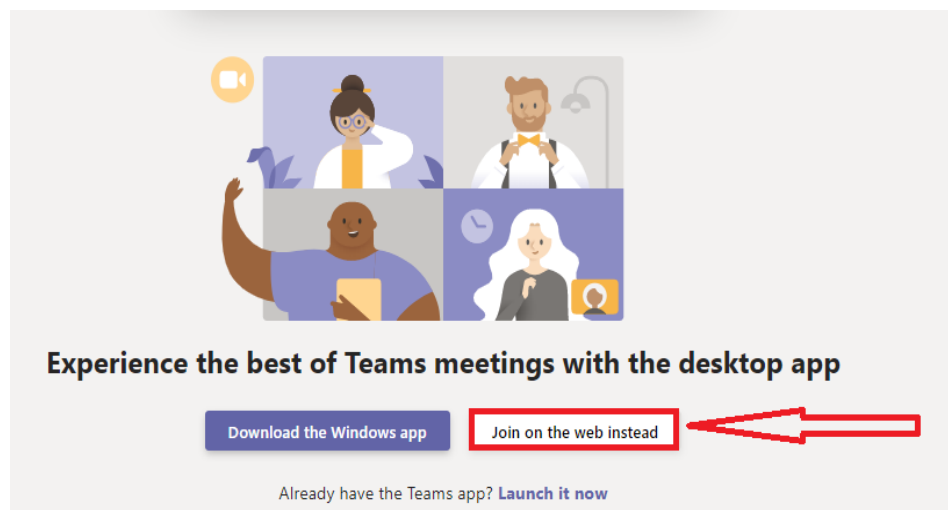 Experience the best of Teams meetings with the desktop app
Download the Windows app
Join on the web instead
Already have the Teams app? Launch it now